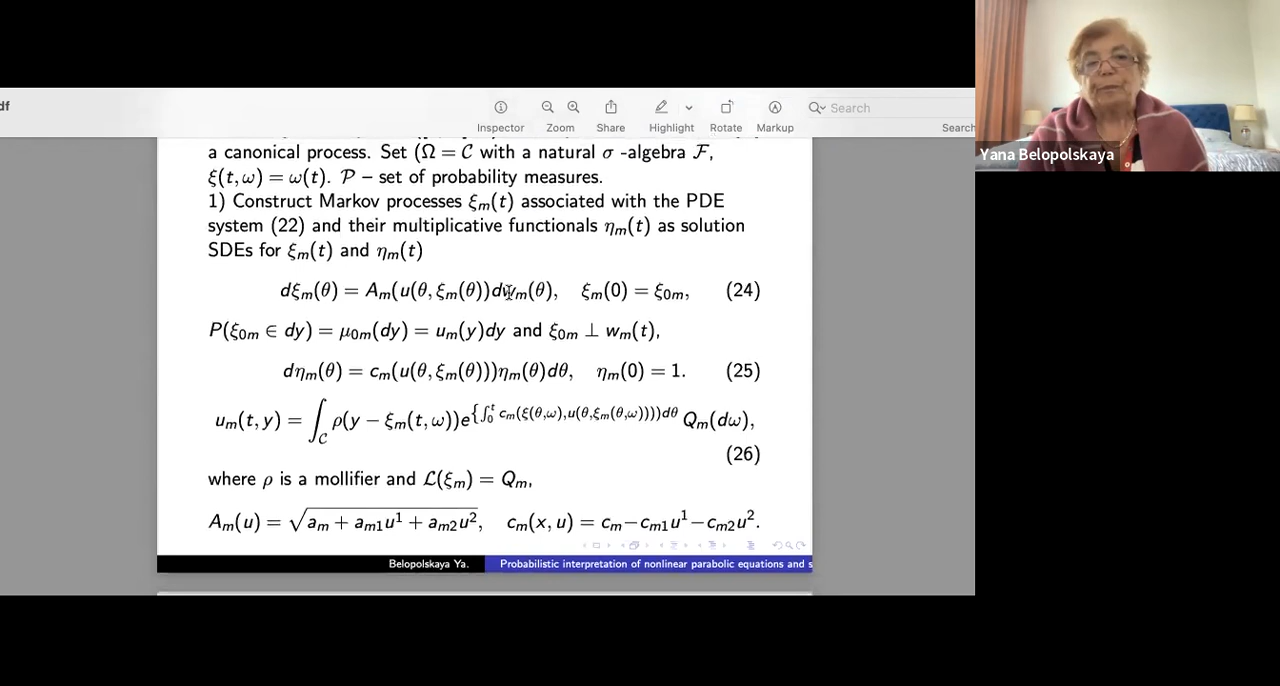 df
Search
Inspector Zoom Share Highlight Rotate Markup Search
Yana Belopolskaya
a canonical process. Set (Ω = 𝒞 with a natural σ -algebra ℱ,
ξ(t, ω) = ω(t). 𝒫 – set of probability measures.
1) Construct Markov processes ξₘ(t) associated with the PDE
system (22) and their multiplicative functionals ηₘ(t) as solution
SDEs for ξₘ(t) and ηₘ(t)
dξₘ(θ) = Aₘ(u(θ, ξₘ(θ))dwₘ(θ), ξₘ(0) = ξ₀ₘ, (24)
P(ξ₀ₘ ∈ dy) = μ₀ₘ(dy) = uₘ(y)dy and ξ₀ₘ ⊥ wₘ(t),
dηₘ(θ) = cₘ(u(θ, ξₘ(θ)))ηₘ(θ)dθ, ηₘ(0) = 1. (25)
uₘ(t, y) = ∫_𝒞 ρ(y − ξₘ(t, ω))e^{∫₀ᵗ cₘ(ξ(θ,ω),u(θ,ξₘ(θ,ω))))dθ Qₘ(dω),
(26)
where ρ is a mollifier and ℒ(ξₘ) = Qₘ,
Aₘ(u) = √(aₘ + aₘ₁u¹ + aₘ₂u²), cₘ(x, u) = cₘ−cₘ₁u¹−cₘ₂u².
Belopolskaya Ya. Probabilistic interpretation of nonlinear parabolic equations and s